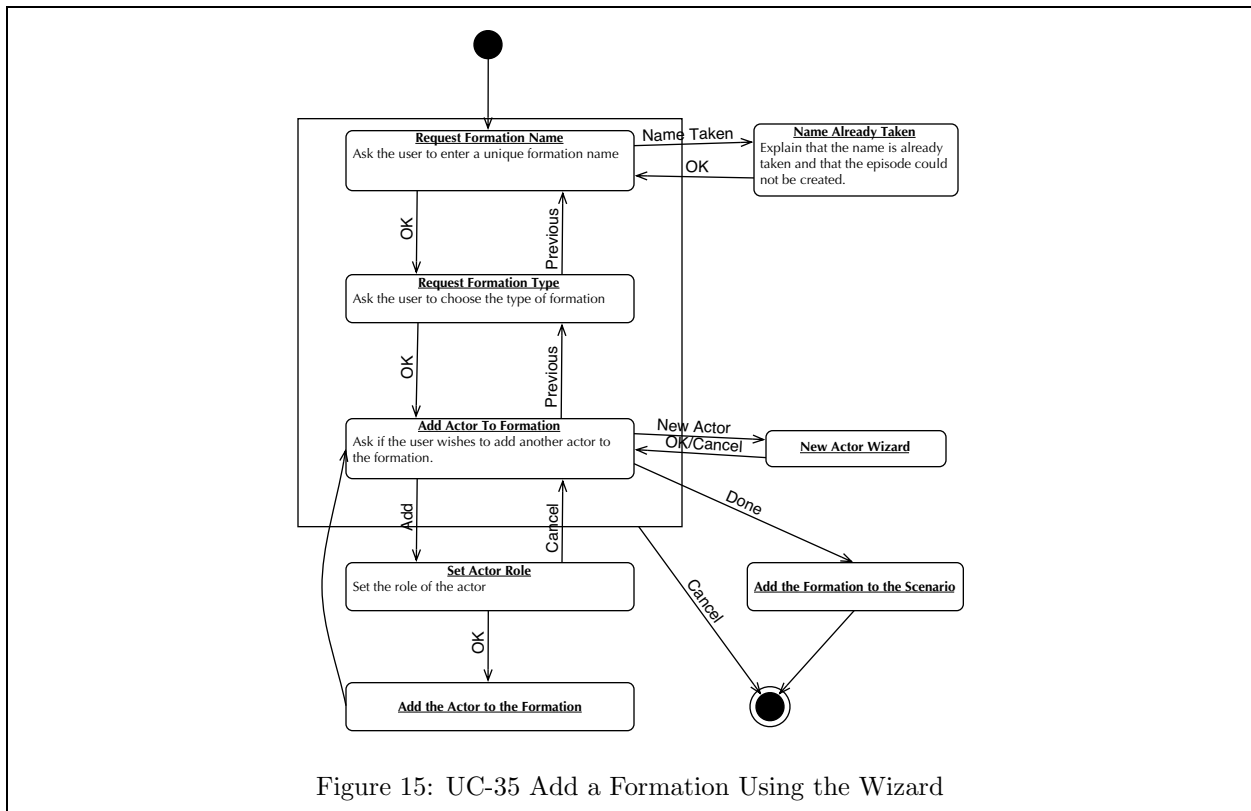 Request Formation Name
Ask the user to enter a unique formation name
Name Taken
OK
Name Already Taken
Explain that the name is already
taken and that the episode could
not be created.
OK
Previous
Request Formation Type
Ask the user to choose the type of formation
OK
Previous
Add Actor To Formation
Ask if the user wishes to add another actor to
the formation.
New Actor
OK/Cancel
New Actor Wizard
Done
Add
Cancel
Set Actor Role
Set the role of the actor
Cancel
Add the Formation to the Scenario
OK
Add the Actor to the Formation
Figure 15: UC-35 Add a Formation Using the Wizard